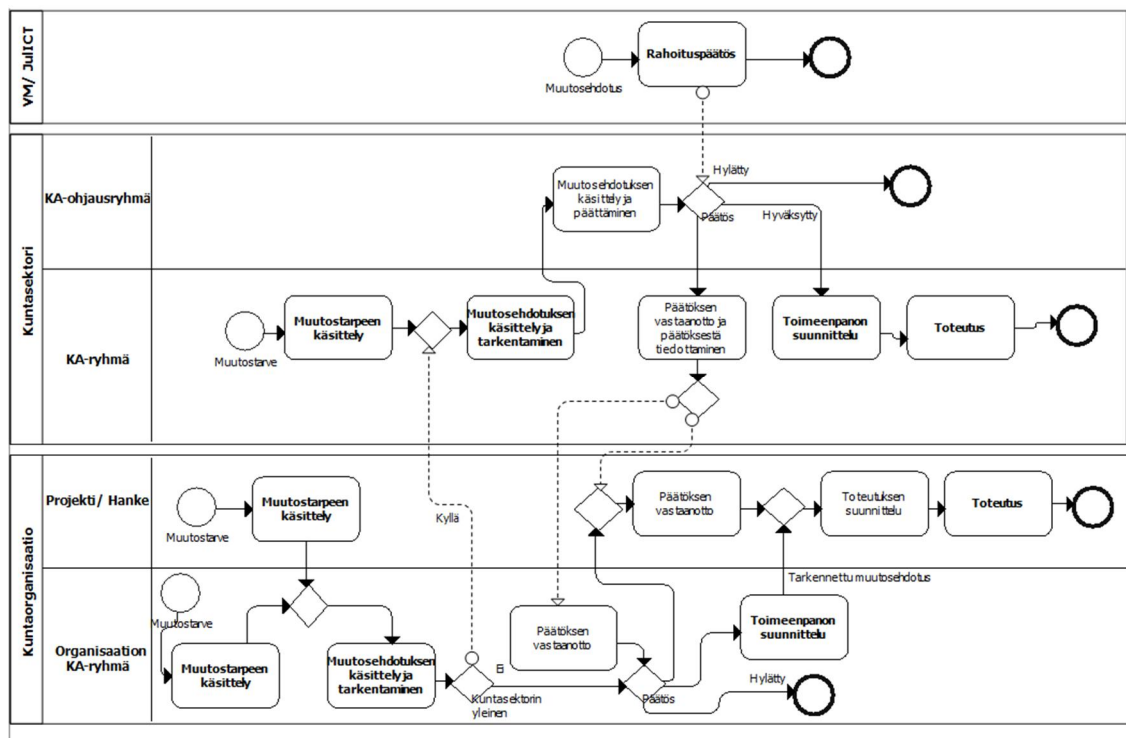 VM/ JulICT
Muutosehdotus
Rahoituspäätös
Kuntasektori
KA-ohjausryhmä
Muutosehdotuksen
käsittely ja
päättäminen
Päätös
Hylätty
Hyväksytty
KA-ryhmä
Muutostarve
Muutostarpeen
käsittely
Muutosehdotuksen
käsittely ja
tarkentaminen
Päätöksen
vastaanotto ja
päätöksestä
tiedottaminen
Toimeenpanon
suunnittelu
Toteutus
Kuntaorganisaatio
Projekti/ Hanke
Muutostarve
Muutostarpeen
käsittely
Kyllä
Päätöksen
vastaanotto
Toteutuksen
suunnittelu
Toteutus
Tarkennettu muutosehdotus
Organisaation
KA-ryhmä
Muutostarve
Muutostarpeen
käsittely
Muutosehdotuksen
käsittely ja
tarkentaminen
Ei
Kuntasektorin
yleinen
Päätöksen
vastaanotto
Päätös
Toimeenpanon
suunnittelu
Hylätty